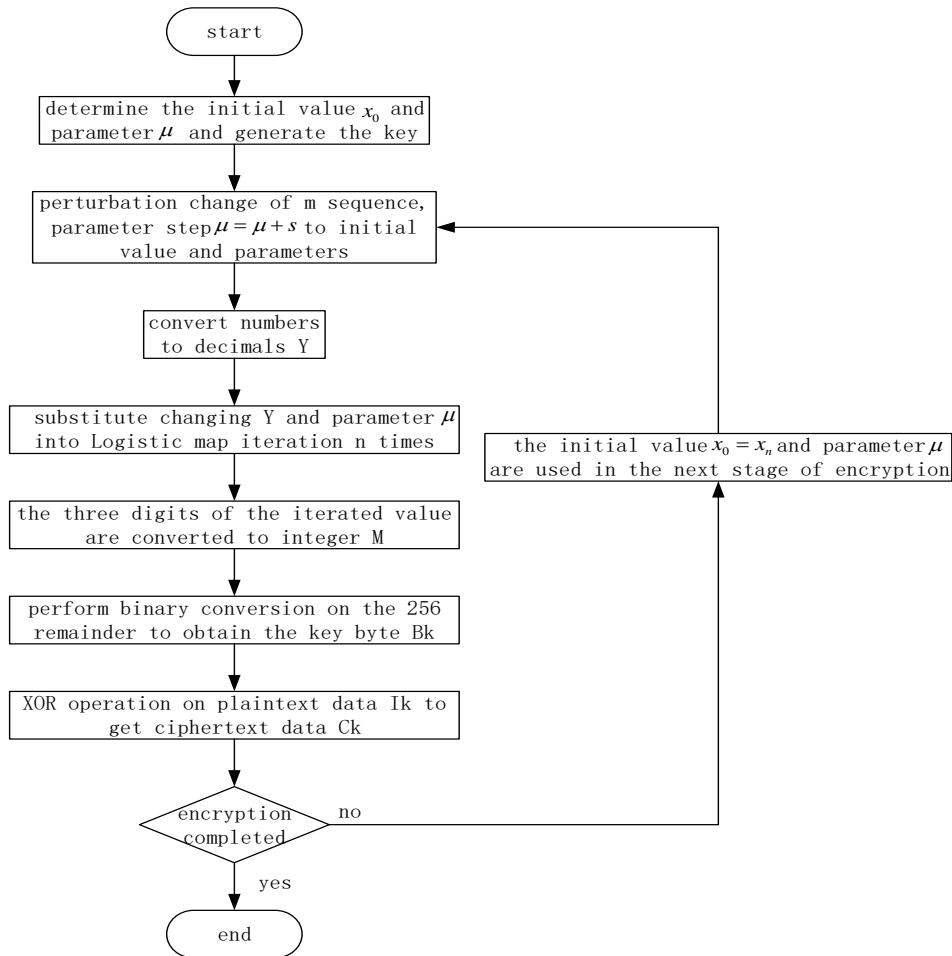 start
determine the initial value x₀ and
parameter μ and generate the key
perturbation change of m sequence,
parameter step μ = μ + s to initial
value and parameters
convert numbers
to decimals Y
substitute changing Y and parameter μ
into Logistic map iteration n times
the three digits of the iterated value
are converted to integer M
perform binary conversion on the 256
remainder to obtain the key byte Bk
XOR operation on plaintext data Ik to
get ciphertext data Ck
encryption
completed
no
yes
end
the initial value x₀ = xₙ and parameter μ
are used in the next stage of encryption